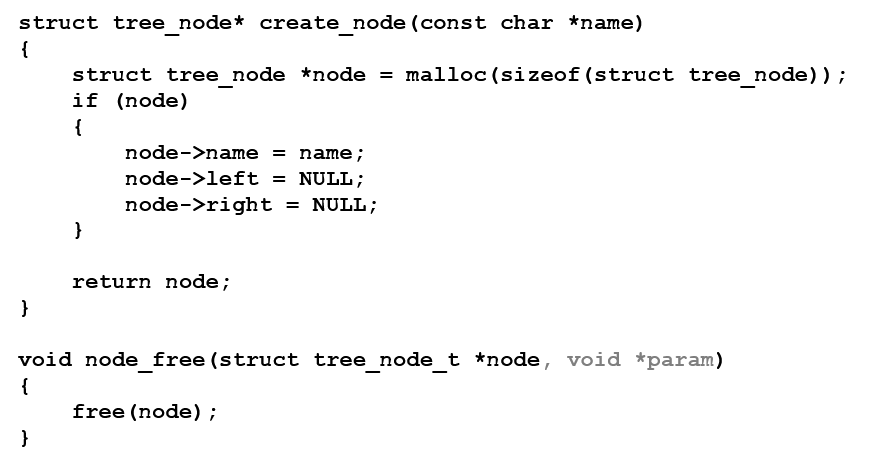 struct tree_node* create_node(const char *name)
{
    struct tree_node *node = malloc(sizeof(struct tree_node));
    if (node)
    {
        node->name = name;
        node->left = NULL;
        node->right = NULL;
    }

    return node;
}

void node_free(struct tree_node_t *node, void *param)
{
    free(node);
}